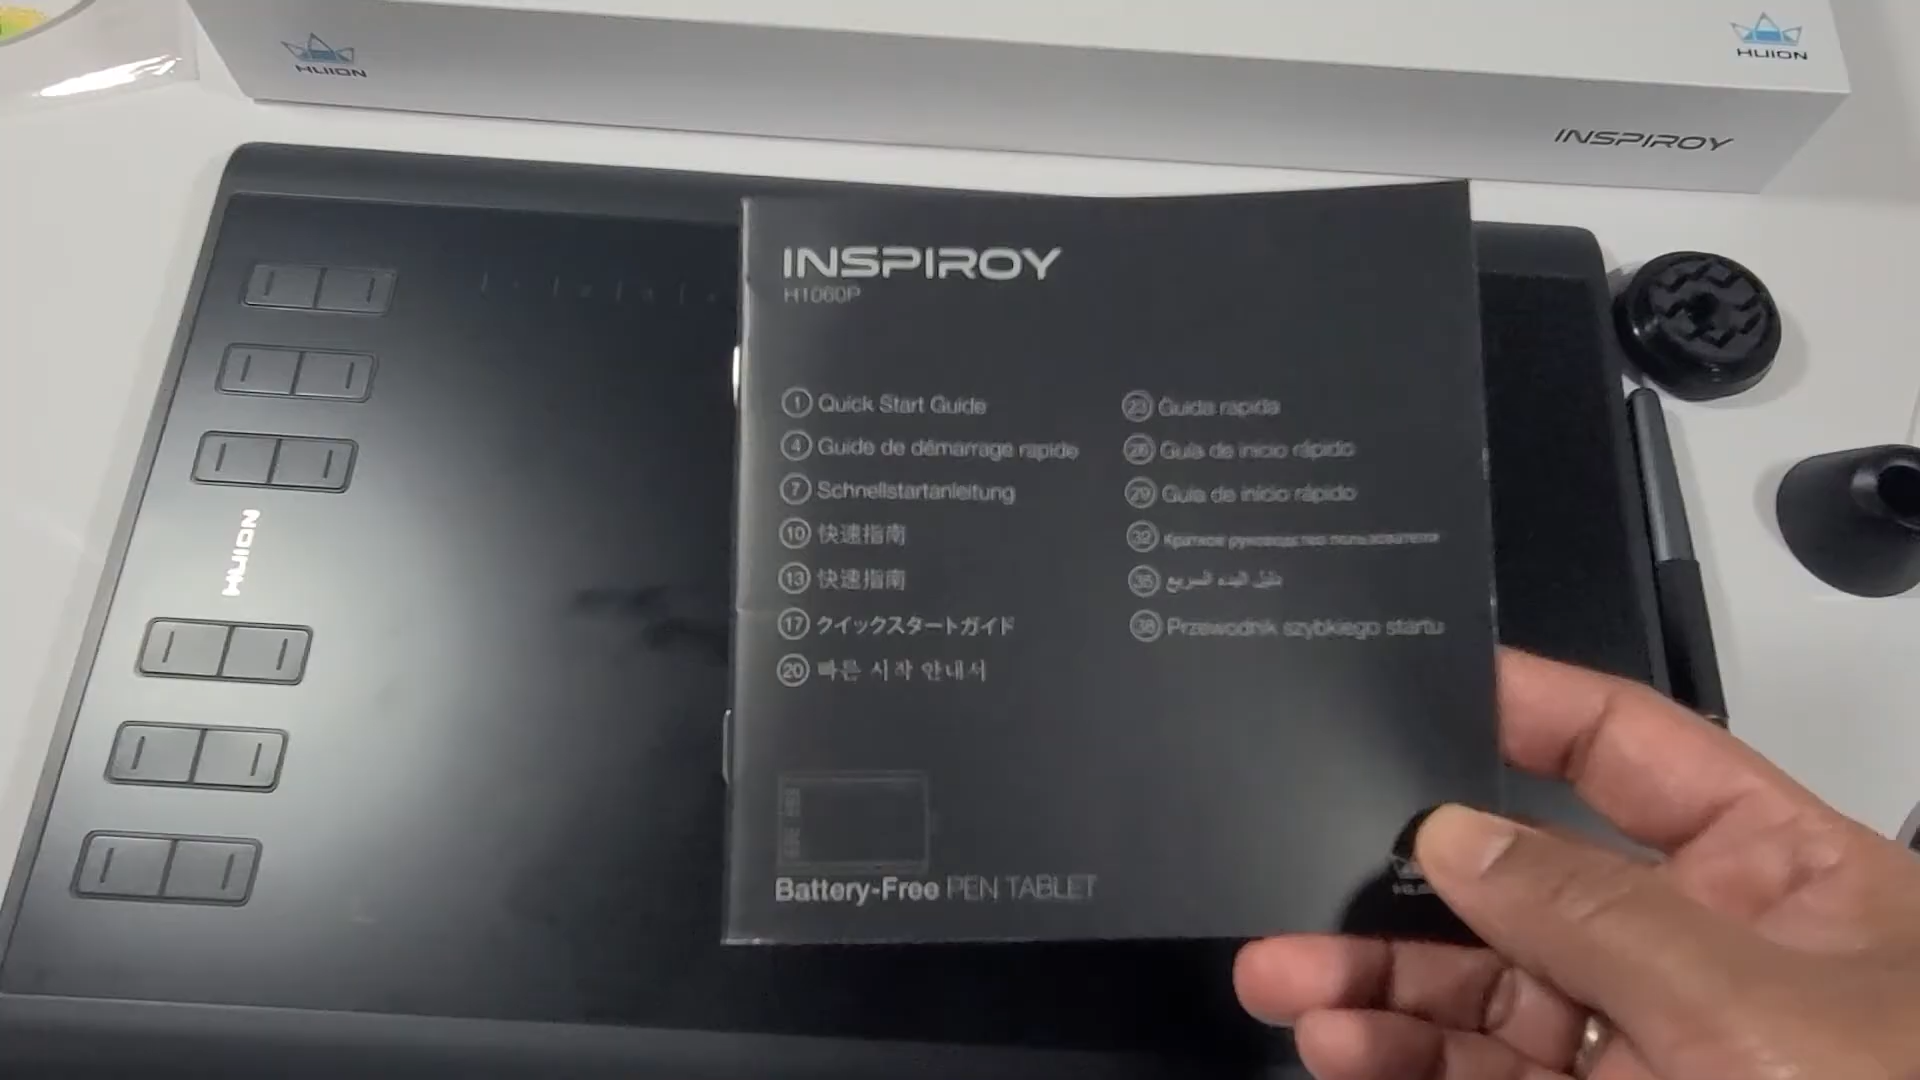 HUION
HUION
INSPIROY
INSPIROY
H1060P
1 Quick Start Guide
4 Guide de démarrage rapide
7 Schnellstartanleitung
10 快速指南
13 快速指南
17 クイックスタートガイド
20 빠른 시작 안내서
23 Guida rapida
26 Guía de inicio rápido
29 Guia de início rápido
32 Краткое руководство пользователя
35 دليل البدء السريع
38 Przewodnik szybkiego startu
HUION
Battery-Free PEN TABLET